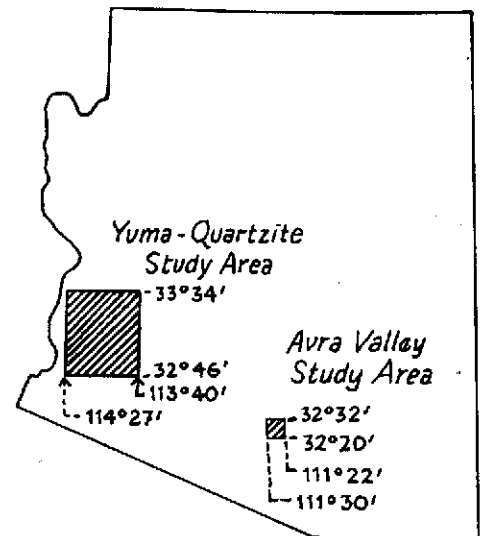 Yuma-Quartzite
Study Area
33°34'
32°46'
113°40'
114°27'
Avra Valley
Study Area
32°32'
32°20'
111°22'
111°30'